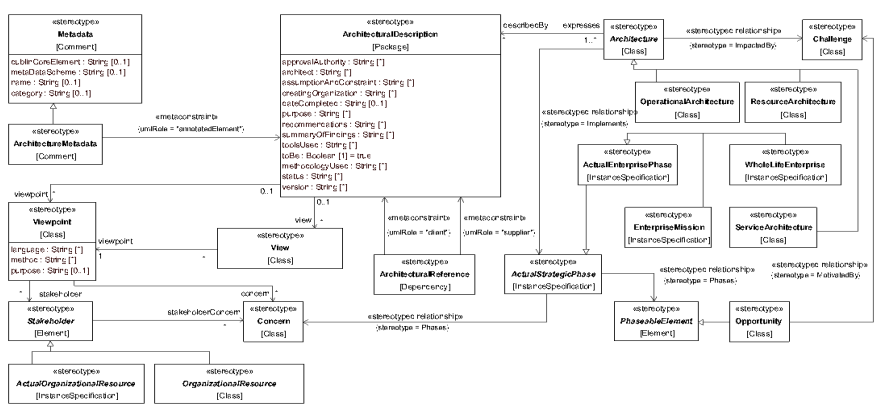 «stereotype»
Metadata
[Comment]
cublinCoreElement : String [0..1]
metaDataScheme : String [0..1]
name : String [0..1]
category : String [0..1]
«stereotype»
ArchitectureMetadata
[Comment]
«metaconstraint»
{umlRole = "annotatedElement"}
«stereotype»
ArchitecturalDescription
[Package]
approvalAuthority : String [*]
architect : String [*]
assumptionAndConstraint : String [*]
creatingOrganization : String [*]
dateCompleted : String [0..1]
purpose : String [*]
recommendations : String [*]
summaryOfFindings : String [*]
toolsUsed : String [*]
toBe : Boolean [1] = true
methodologyUsed : String [*]
status : String [*]
version : String [*]
describedBy
expresses
*
1..*
«stereotype»
Architecture
[Class]
«stereotyped relationship»
{stereotype = ImpactedBy}
«stereotype»
Challenge
[Class]
«stereotype»
OperationalArchitecture
[Class]
«stereotype»
ResourceArchitecture
[Class]
«stereotyped relationship»
{stereotype = Implements}
«stereotype»
ActualEnterprisePhase
[InstanceSpecification]
«stereotype»
WholeLifeEnterprise
[InstanceSpecification]
«stereotype»
EnterpriseMission
[InstanceSpecification]
«stereotype»
ServiceArchitecture
[Class]
viewpoint
*
0..1
0..1
view
*
«stereotype»
Viewpoint
[Class]
language : String [*]
method : String [*]
purpose : String [0..1]
viewpoint
1
*
«stereotype»
View
[Class]
«metaconstraint»
{umlRole = "client"}
«metaconstraint»
{umlRole = "supplier"}
«stereotype»
ArchitecturalReference
[Dependency]
«stereotype»
ActualStrategicPhase
[InstanceSpecification]
«stereotyped relationship»
{stereotype = Phases}
«stereotyped relationship»
{stereotype = MotivatedBy}
*
stakeholder
concern
*
«stereotype»
Stakeholder
[Element]
stakeholderConcern
*
«stereotype»
Concern
[Class]
«stereotyped relationship»
{stereotype = Phases}
«stereotype»
PhaseableElement
[Element]
«stereotype»
Opportunity
[Class]
«stereotype»
ActualOrganizationalResource
[InstanceSpecification]
«stereotype»
OrganizationalResource
[Class]